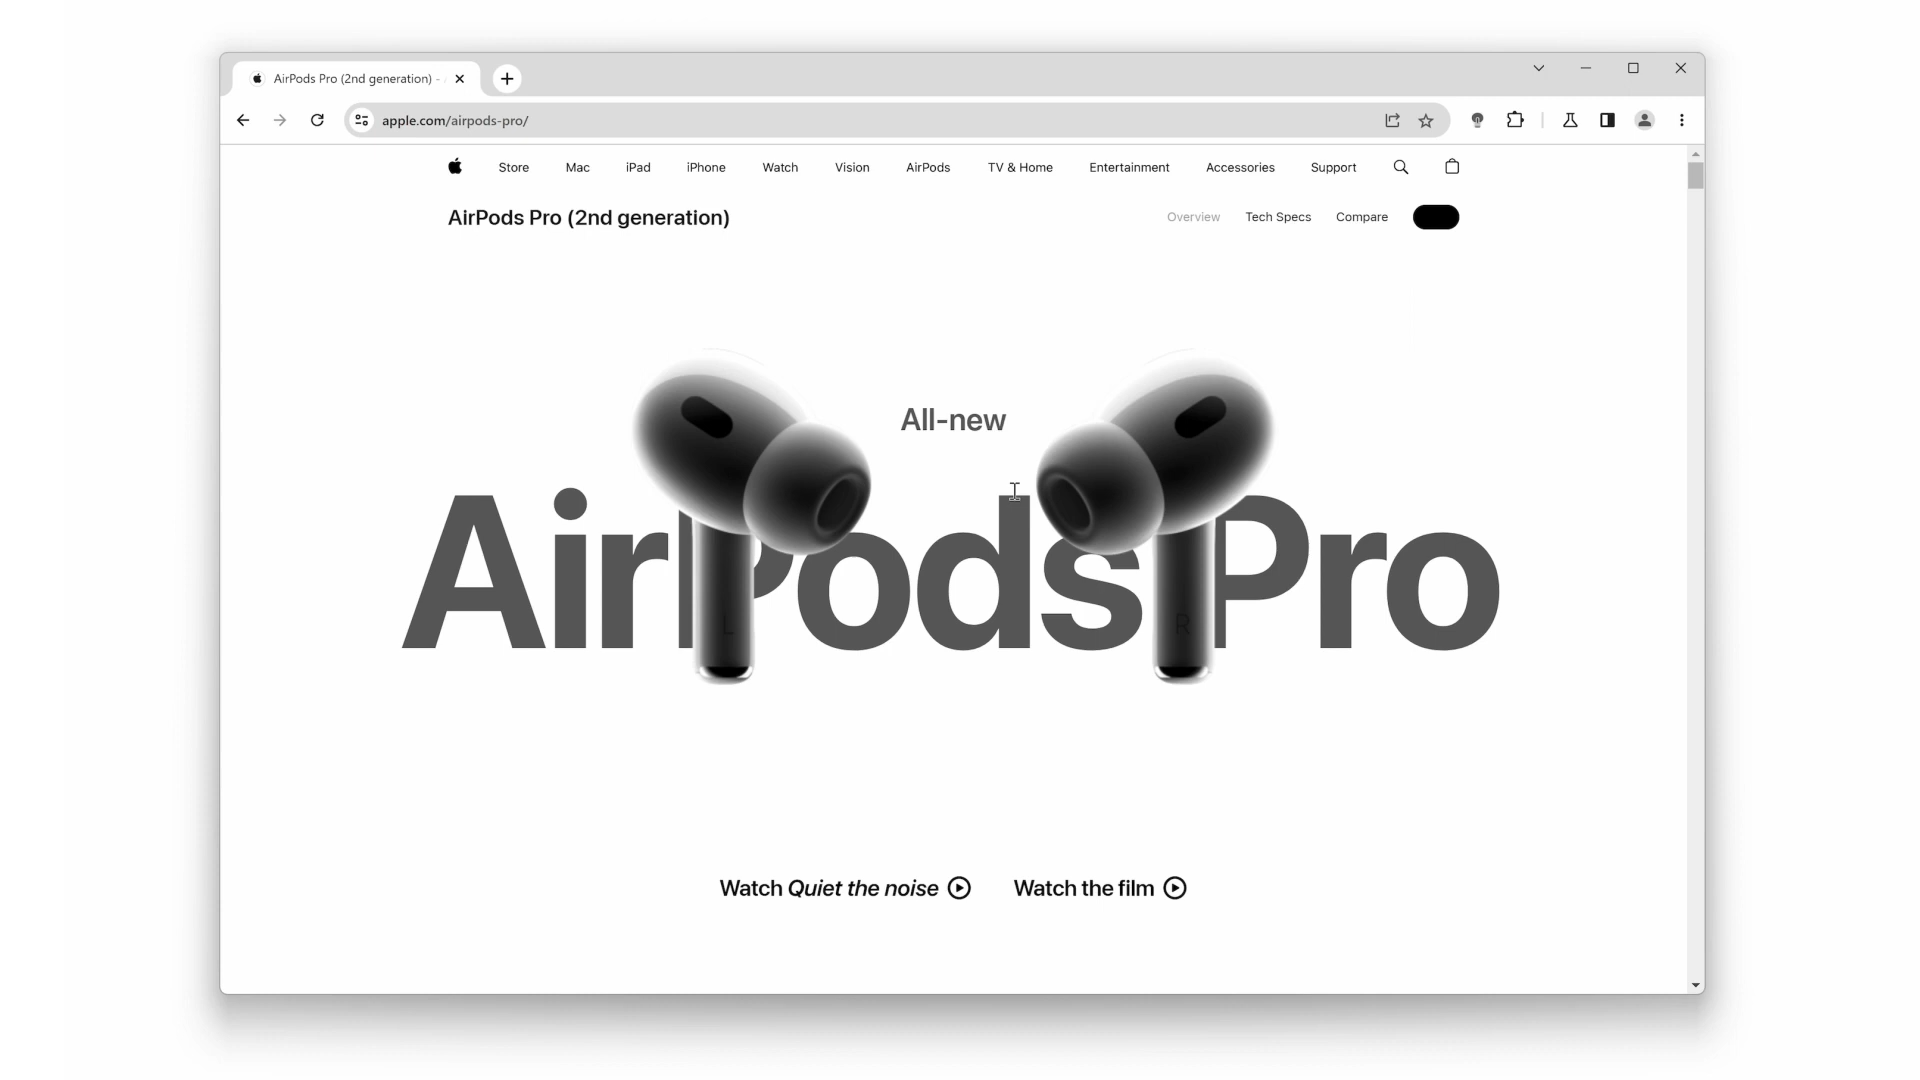 AirPods Pro (2nd generation) -
apple.com/airpods-pro/
Store Mac iPad iPhone Watch Vision AirPods TV & Home Entertainment Accessories Support
AirPods Pro (2nd generation)
Overview Tech Specs Compare
All-new
AirPods Pro
L R
Watch Quiet the noise Watch the film